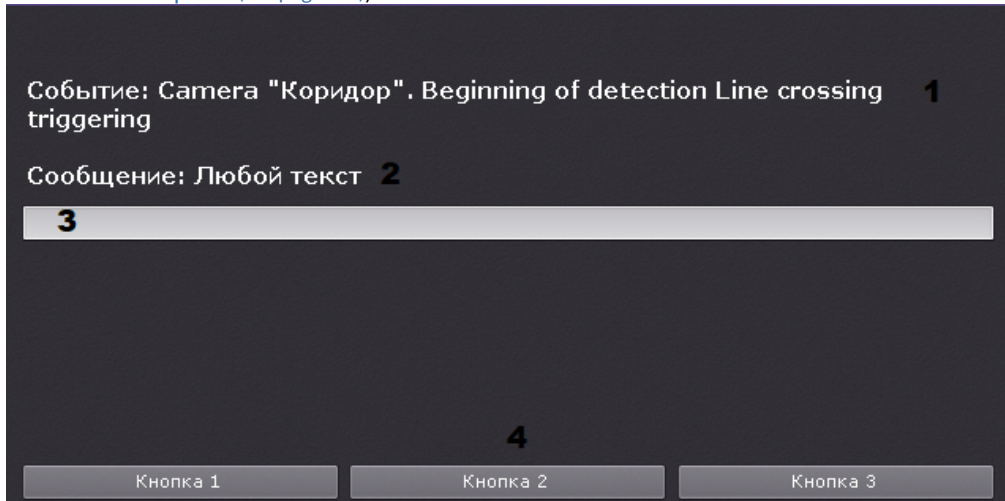 Событие: Camera "Коридор". Beginning of detection Line crossing 1
triggering
Сообщение: Любой текст 2
3
4
Кнопка 1 Кнопка 2 Кнопка 3